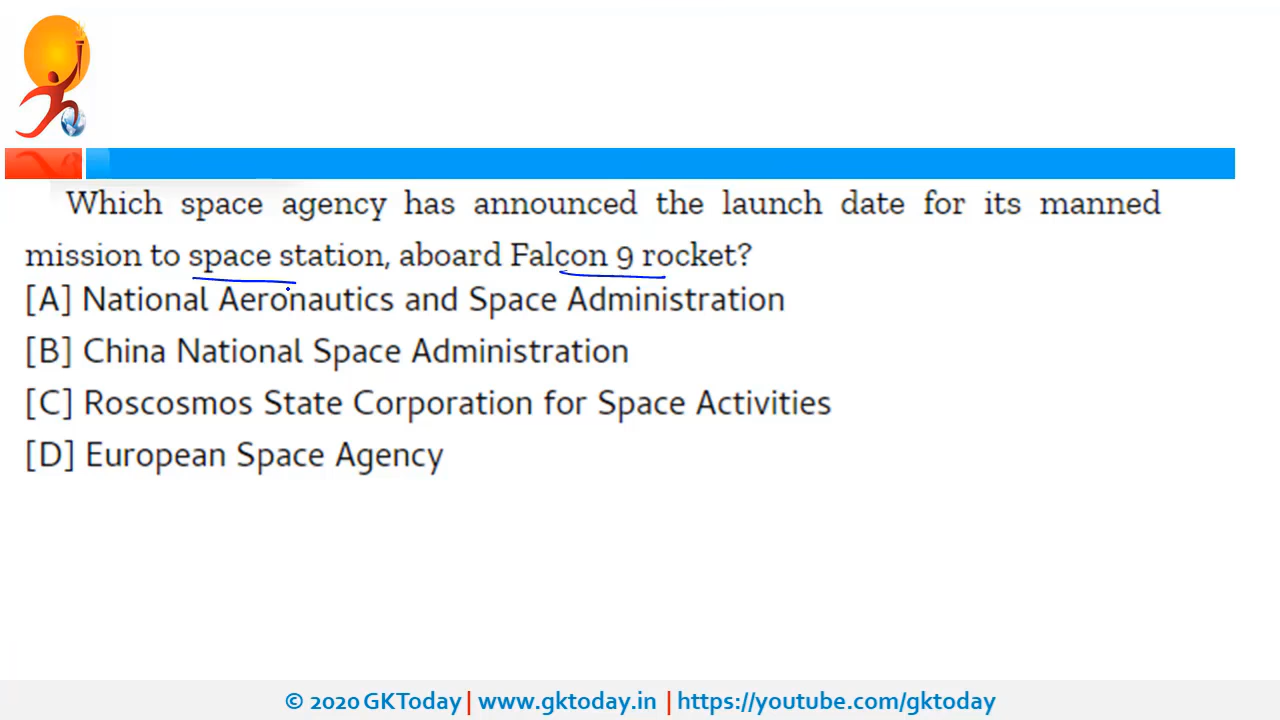 Which space agency has announced the launch date for its manned
mission to space station, aboard Falcon 9 rocket?
[A] National Aeronautics and Space Administration
[B] China National Space Administration
[C] Roscosmos State Corporation for Space Activities
[D] European Space Agency
© 2020 GKToday | www.gktoday.in | https://youtube.com/gktoday